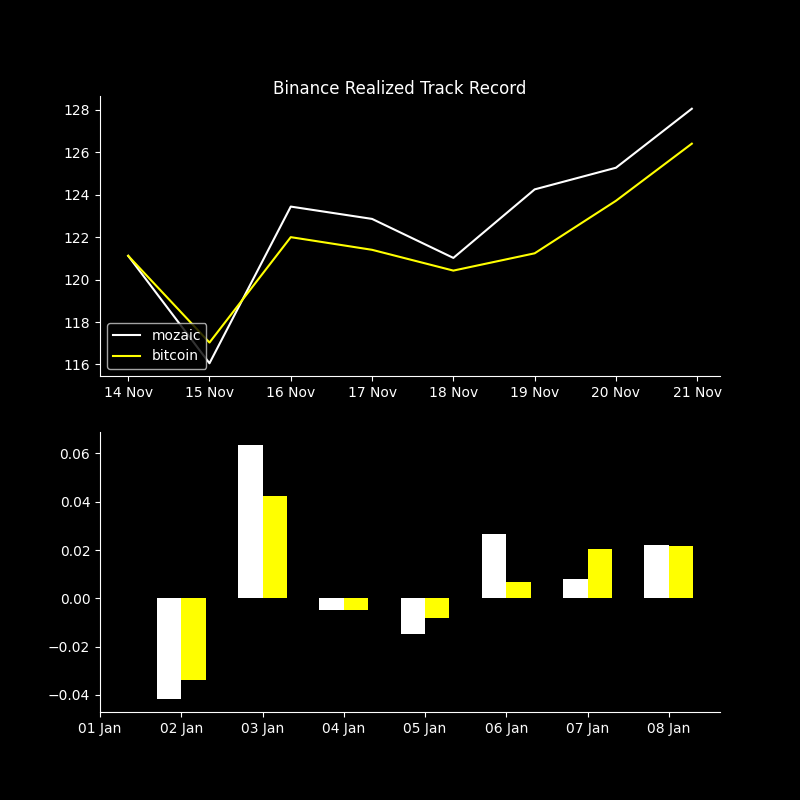 Binance Realized Track Record
128
126
124
122
120
118
116
mozaic
bitcoin
14 Nov 15 Nov 16 Nov 17 Nov 18 Nov 19 Nov 20 Nov 21 Nov
0.06
0.04
0.02
0.00
−0.02
−0.04
01 Jan 02 Jan 03 Jan 04 Jan 05 Jan 06 Jan 07 Jan 08 Jan